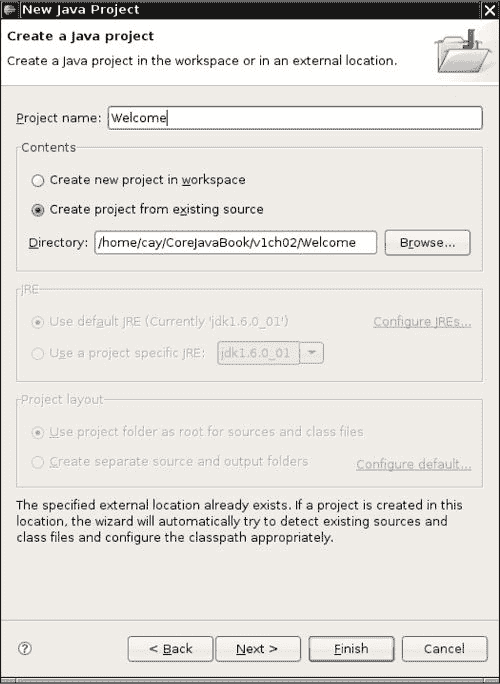 New Java Project
Create a Java project
Create a Java project in the workspace or in an external location.
Project name: Welcome
Contents
Create new project in workspace
Create project from existing source
Directory: /home/cay/CoreJavaBook/v1ch02/Welcome Browse...
JRE
Use default JRE (Currently 'jdk1.6.0_01') Configure JREs...
Use a project specific JRE: jdk1.6.0_01
Project layout
Use project folder as root for sources and class files
Create separate source and output folders Configure default...
The specified external location already exists. If a project is created in this
location, the wizard will automatically try to detect existing sources and
class files and configure the classpath appropriately.
? < Back Next > Finish Cancel